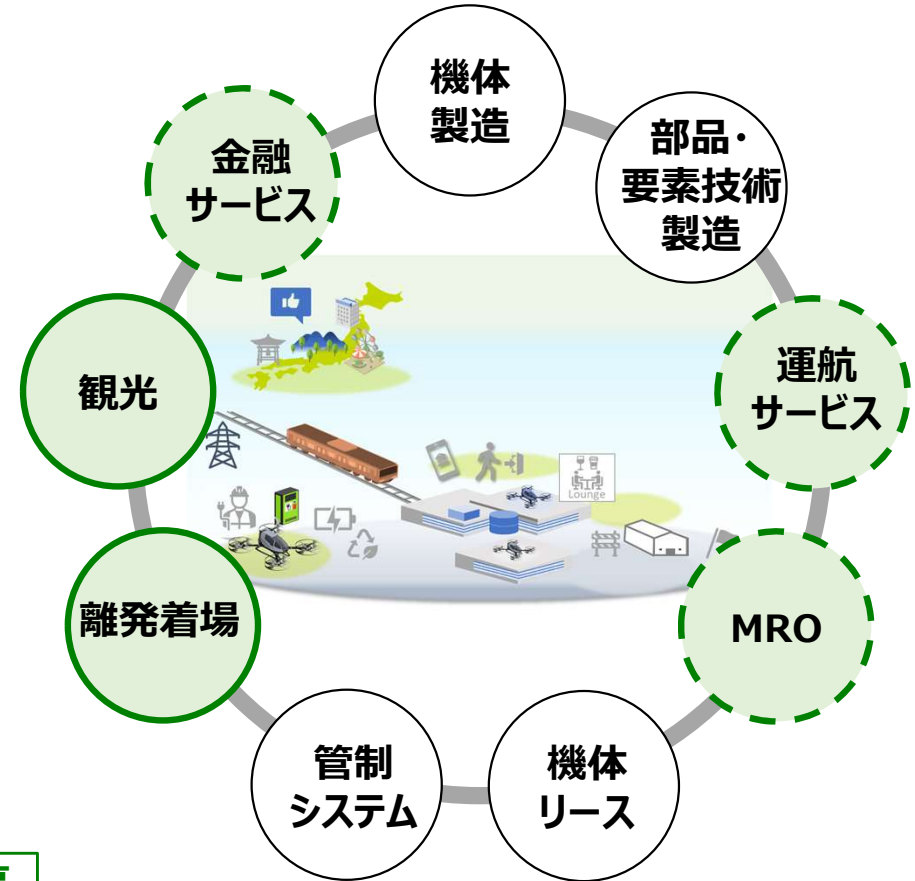 機体
製造
部品・
要素技術
製造
金融
サービス
運航
サービス
観光
Lounge
離発着場
MRO
管制
システム
機体
リース